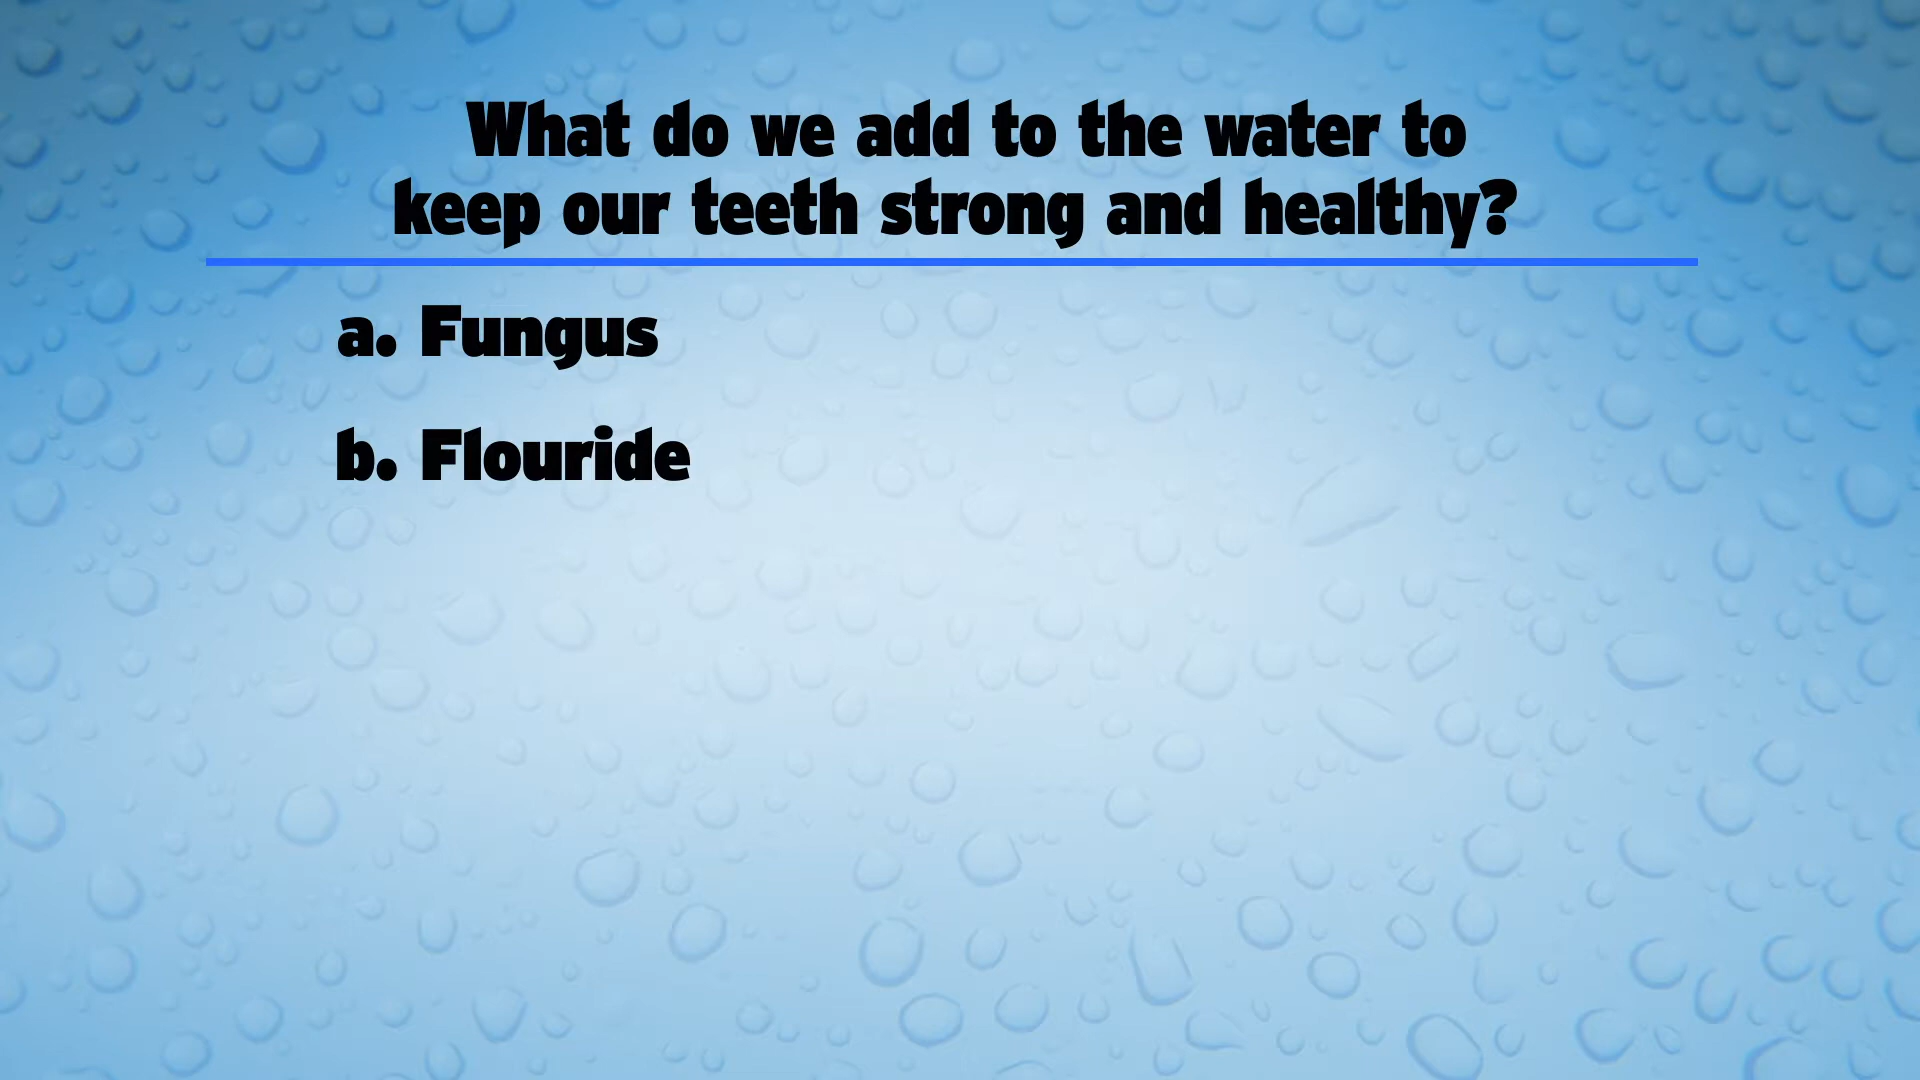 What do we add to the water to
keep our teeth strong and healthy?
a. Fungus
b. Flouride